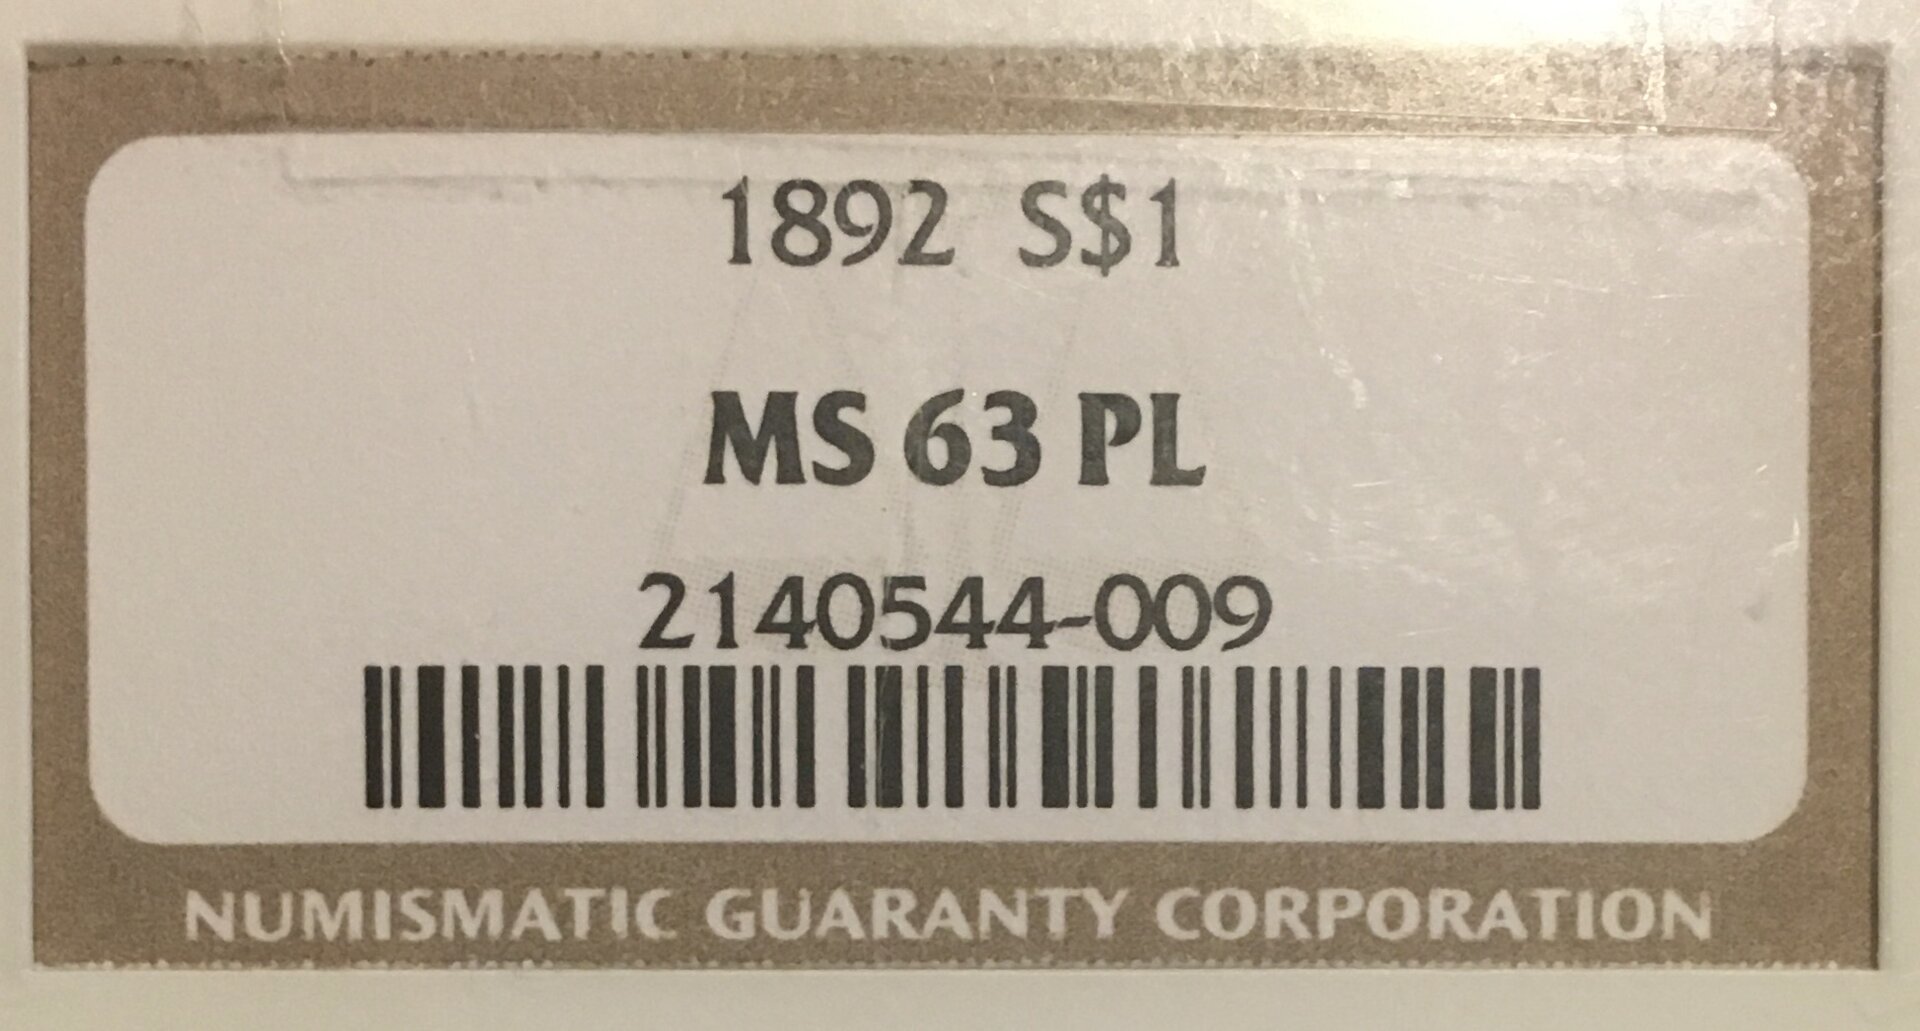 1892 S$1
MS 63 PL
2140544-009
NUMISMATIC GUARANTY CORPORATION